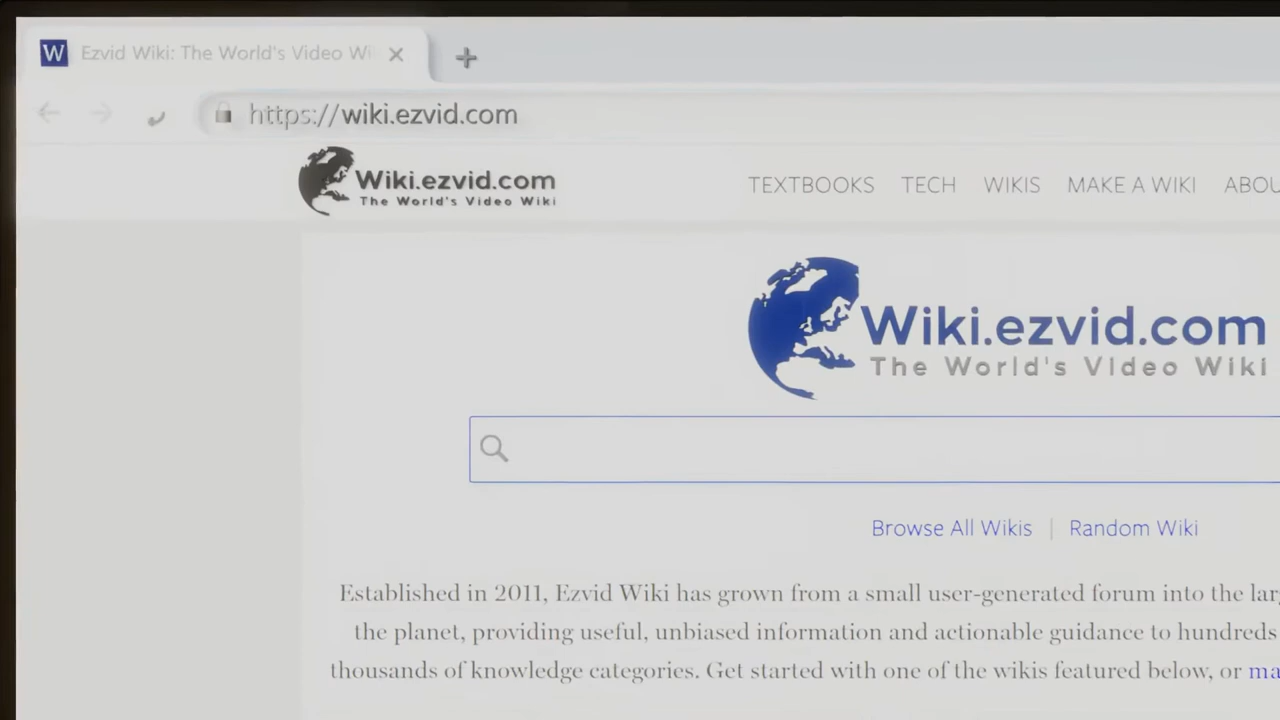 W Ezvid Wiki: The World's Video Wi
https://wiki.ezvid.com
Wiki.ezvid.com
The World's Video Wiki
TEXTBOOKS TECH WIKIS MAKE A WIKI ABOU
Wiki.ezvid.com
The World's Video Wiki
Browse All Wikis | Random Wiki
Established in 2011, Ezvid Wiki has grown from a small user-generated forum into the lar
the planet, providing useful, unbiased information and actionable guidance to hundreds
thousands of knowledge categories. Get started with one of the wikis featured below, or ma